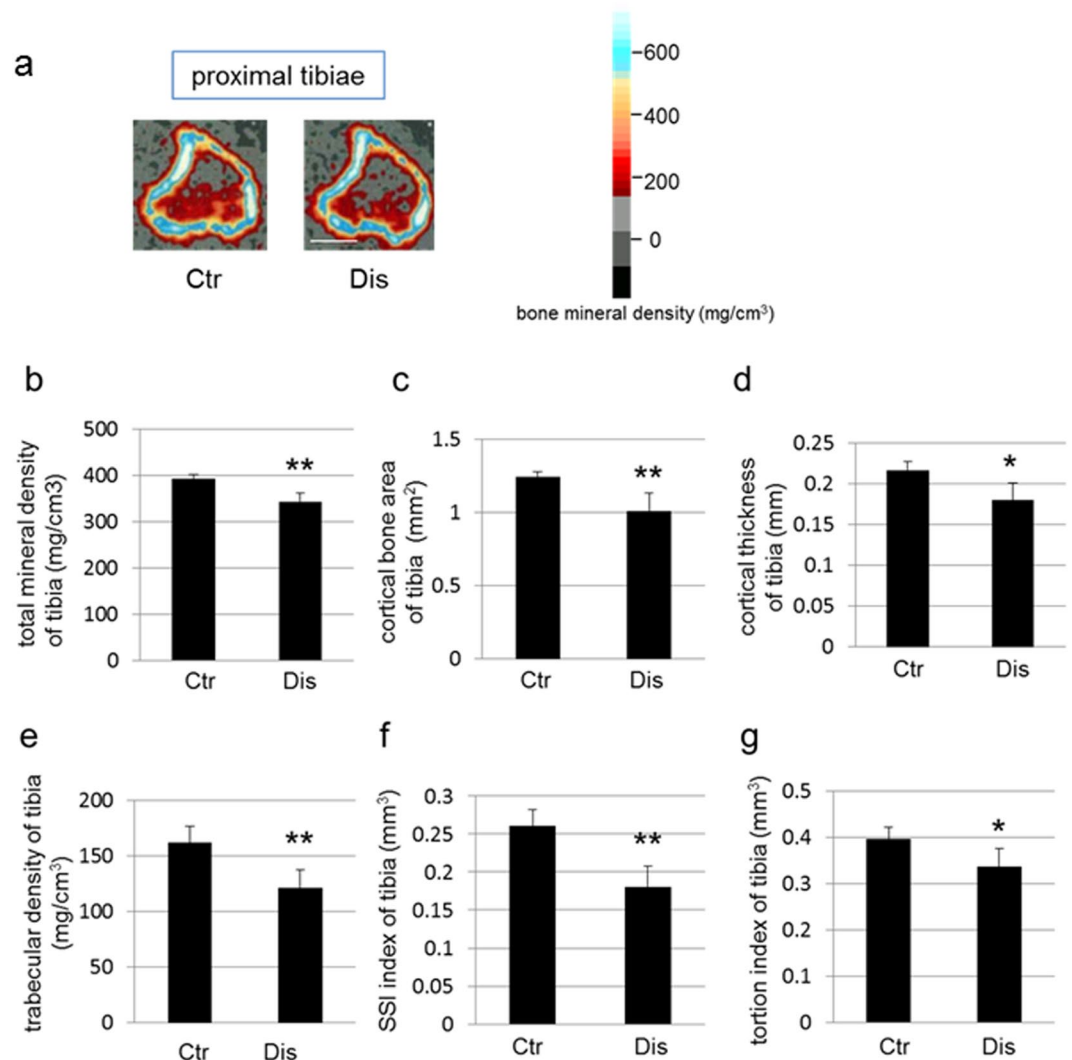 a
proximal tibiae
Ctr
Dis
600
400
200
0
bone mineral density (mg/cm³)
b
total mineral density
of tibia (mg/cm3)
500
400
300
200
100
0
**
Ctr
Dis
c
cortical bone area
of tibia (mm²)
1.5
1
0.5
0
**
Ctr
Dis
d
cortical thickness
of tibia (mm)
0.25
0.2
0.15
0.1
0.05
0
*
Ctr
Dis
e
trabecular density of tibia
(mg/cm³)
200
150
100
50
0
**
Ctr
Dis
f
SSI index of tibia (mm³)
0.3
0.25
0.2
0.15
0.1
0.05
0
**
Ctr
Dis
g
tortion index of tibia (mm³)
0.5
0.4
0.3
0.2
0.1
0
*
Ctr
Dis